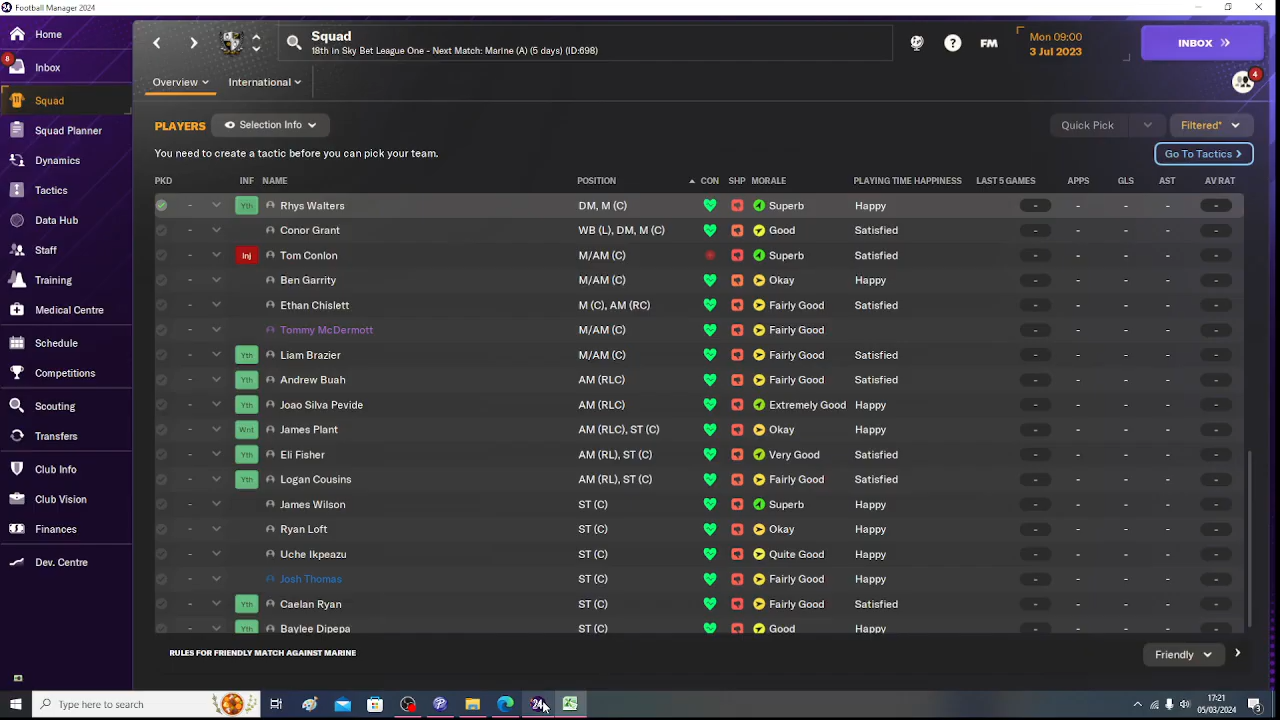 Football Manager 2024
Home
Squad
18th in Sky Bet League One - Next Match: Marine (A) (5 days) (ID:698)
FM
Mon 09:00
3 Jul 2023
INBOX
8
Inbox
Overview
International
4
Squad
PLAYERS
Selection Info
Quick Pick
Filtered*
Squad Planner
You need to create a tactic before you can pick your team.
Go To Tactics >
Dynamics
PKD INF NAME POSITION CON SHP MORALE PLAYING TIME HAPPINESS LAST 5 GAMES APPS GLS AST AV RAT
Tactics
- Yth Rhys Walters DM, M (C) Superb Happy - - - - -
Data Hub
- Conor Grant WB (L), DM, M (C) Good Satisfied - - - - -
Staff
- Inj Tom Conlon M/AM (C) Superb Satisfied - - - - -
Training
- Ben Garrity M/AM (C) Okay Happy - - - - -
Medical Centre
- Ethan Chislett M (C), AM (RC) Fairly Good Satisfied - - - - -
- Tommy McDermott M/AM (C) Fairly Good - - - - -
Schedule
- Yth Liam Brazier M/AM (C) Fairly Good Satisfied - - - - -
Competitions
- Yth Andrew Buah AM (RLC) Fairly Good Satisfied - - - - -
Scouting
- Yth Joao Silva Pevide AM (RLC) Extremely Good Happy - - - - -
Transfers
- Wnt James Plant AM (RLC), ST (C) Okay Happy - - - - -
- Yth Eli Fisher AM (RL), ST (C) Very Good Satisfied - - - - -
Club Info
- Yth Logan Cousins AM (RL), ST (C) Fairly Good Satisfied - - - - -
Club Vision
- James Wilson ST (C) Superb Happy - - - - -
Finances
- Ryan Loft ST (C) Okay Happy - - - - -
- Uche Ikpeazu ST (C) Quite Good Happy - - - - -
Dev. Centre
- Josh Thomas ST (C) Fairly Good Happy - - - - -
- Yth Caelan Ryan ST (C) Fairly Good Satisfied - - - - -
- Yth Baylee Dipepa ST (C) Good Happy - - - - -
RULES FOR FRIENDLY MATCH AGAINST MARINE
Friendly
Type here to search
24
17:21
05/03/2024
3